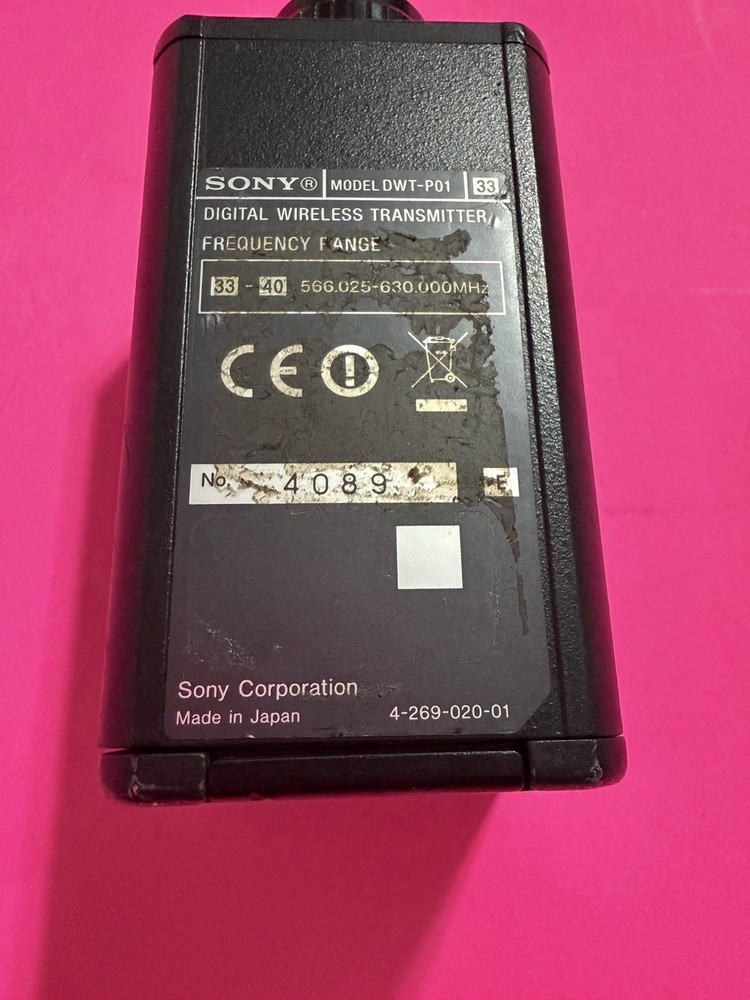 SONY® MODEL DWT-P01 33
DIGITAL WIRELESS TRANSMITTER
FREQUENCY RANGE
33 - 40 566.025-630.000MHz
CE
No. 4089 E
Sony Corporation
Made in Japan 4-269-020-01